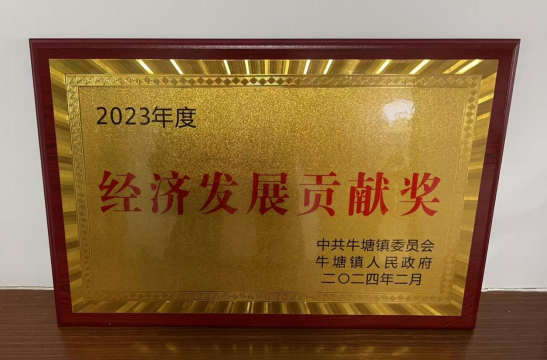 2023年度
经济发展贡献奖
中共牛塘镇委员会
牛塘镇人民政府
二〇二四年二月